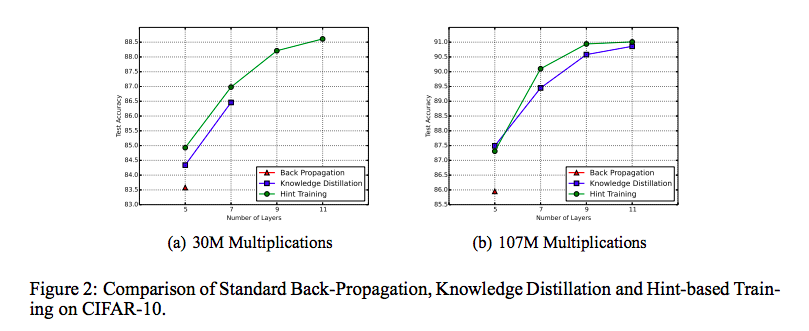 88.5
88.0
87.5
87.0
86.5
86.0
85.5
85.0
84.5
84.0
83.5
83.0
Test Accuracy
5 7 9 11
Number of Layers
Back Propagation
Knowledge Distillation
Hint Training
(a) 30M Multiplications
91.0
90.5
90.0
89.5
89.0
88.5
88.0
87.5
87.0
86.5
86.0
85.5
Test Accuracy
5 7 9 11
Number of Layers
Back Propagation
Knowledge Distillation
Hint Training
(b) 107M Multiplications
Figure 2: Comparison of Standard Back-Propagation, Knowledge Distillation and Hint-based Train-
ing on CIFAR-10.